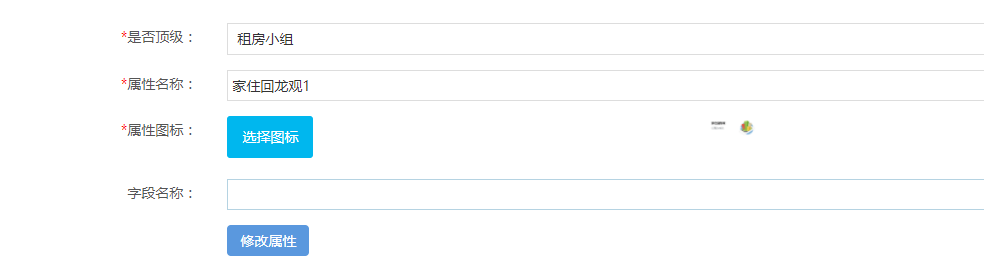 *是否顶级： 租房小组
*属性名称： 家住回龙观1
*属性图标： 选择图标
字段名称：
修改属性